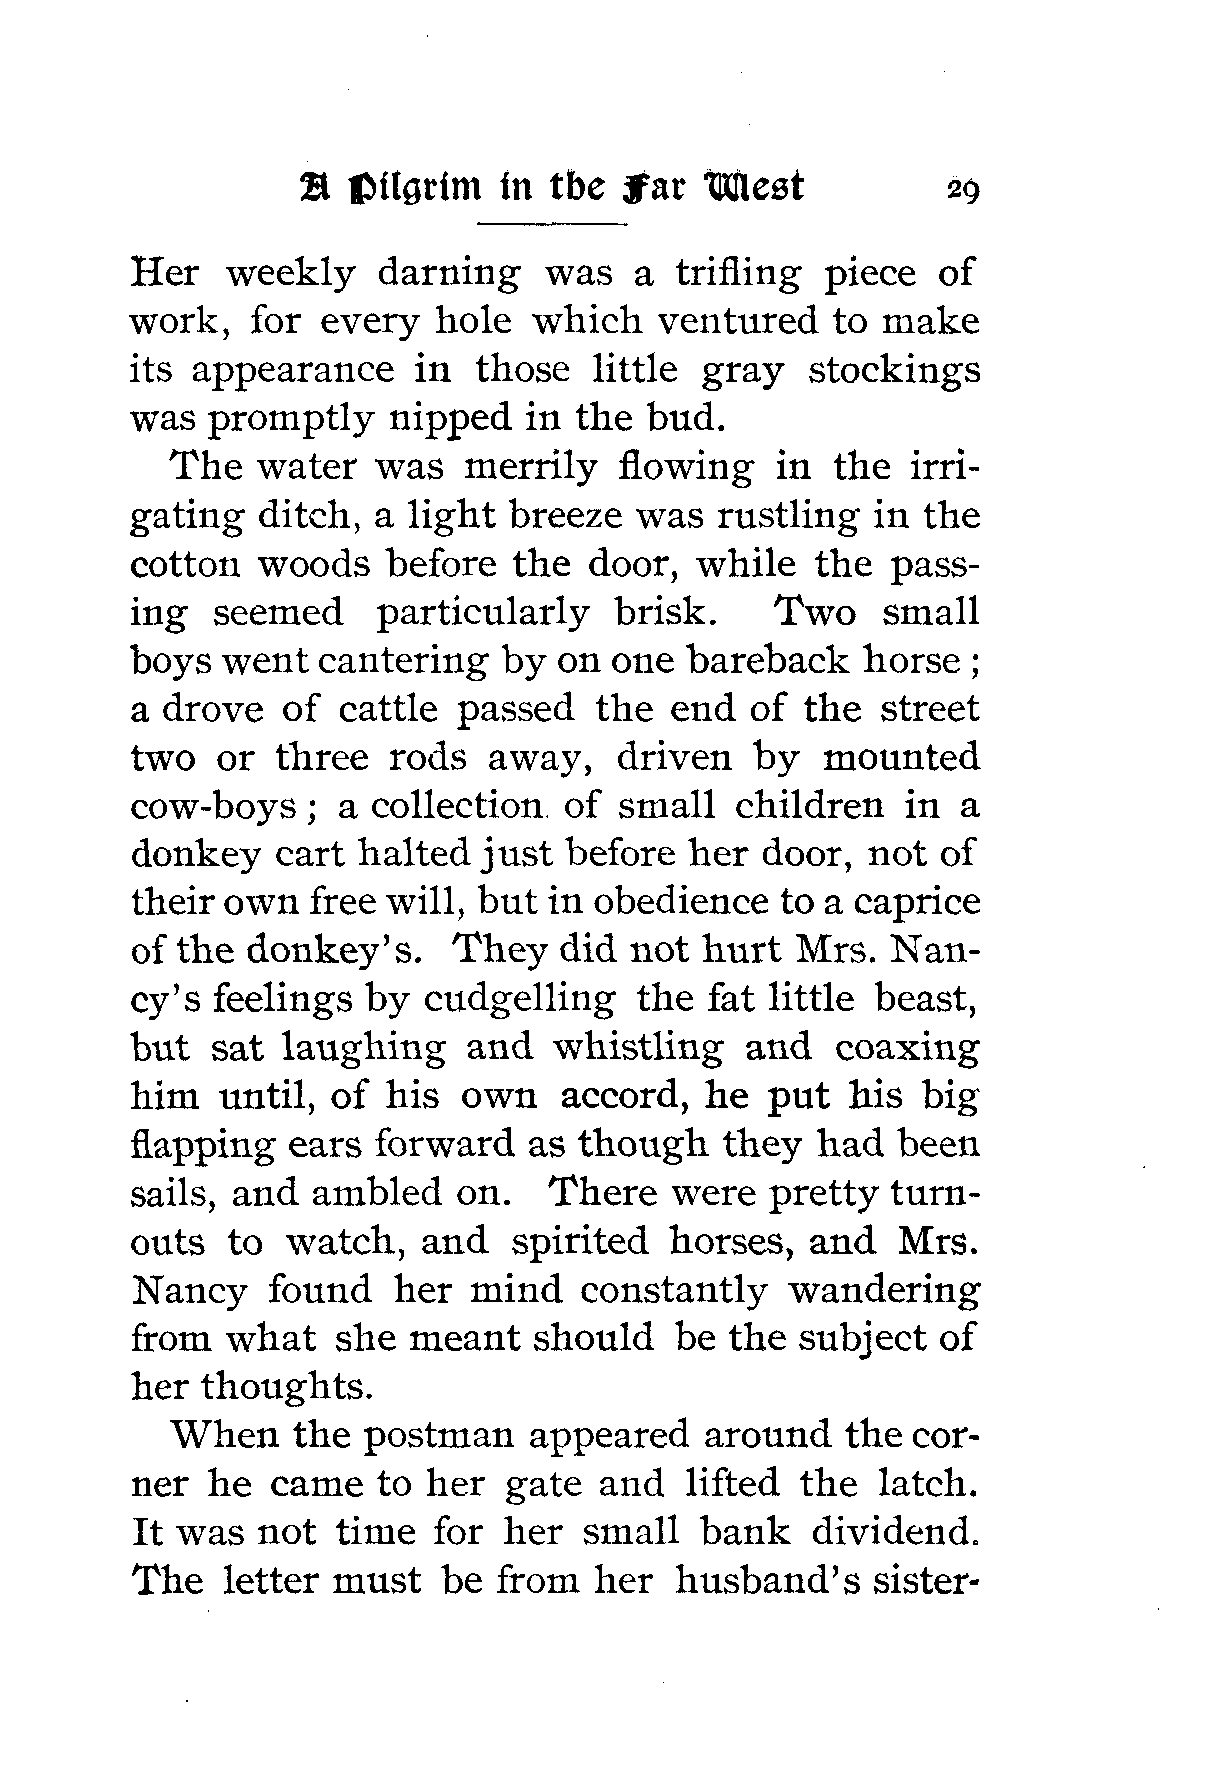 A Pilgrim in the Far West 29
Her weekly darning was a trifling piece of
work, for every hole which ventured to make
its appearance in those little gray stockings
was promptly nipped in the bud.
The water was merrily flowing in the irri-
gating ditch, a light breeze was rustling in the
cotton woods before the door, while the pass-
ing seemed particularly brisk. Two small
boys went cantering by on one bareback horse ;
a drove of cattle passed the end of the street
two or three rods away, driven by mounted
cow-boys ; a collection of small children in a
donkey cart halted just before her door, not of
their own free will, but in obedience to a caprice
of the donkey's. They did not hurt Mrs. Nan-
cy's feelings by cudgelling the fat little beast,
but sat laughing and whistling and coaxing
him until, of his own accord, he put his big
flapping ears forward as though they had been
sails, and ambled on. There were pretty turn-
outs to watch, and spirited horses, and Mrs.
Nancy found her mind constantly wandering
from what she meant should be the subject of
her thoughts.
When the postman appeared around the cor-
ner he came to her gate and lifted the latch.
It was not time for her small bank dividend.
The letter must be from her husband's sister-